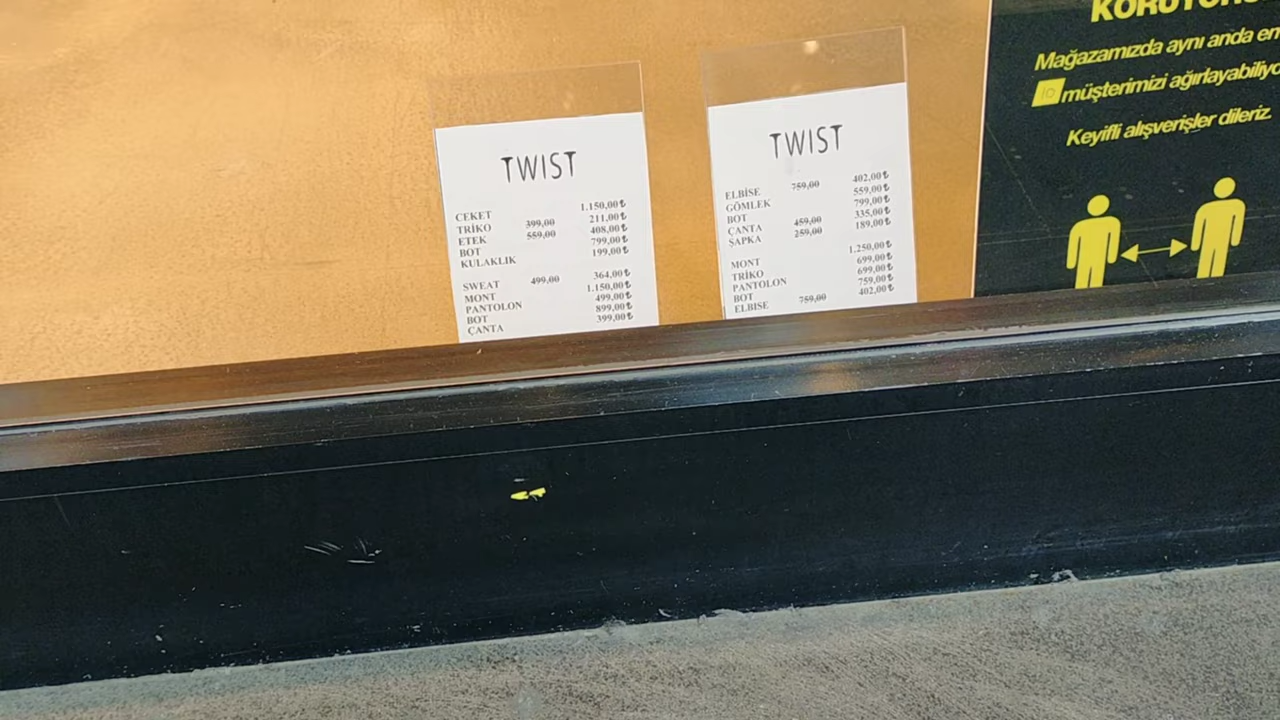 TWIST
CEKET 1.150,00₺
TRİKO 399,00 211,00₺
ETEK 559,00 408,00₺
BOT 799,00₺
KULAKLIK 199,00₺
SWEAT 499,00 364,00₺
MONT 1.150,00₺
PANTOLON 499,00₺
BOT 899,00₺
ÇANTA 399,00₺
TWIST
ELBİSE 759,00 402,00₺
GÖMLEK 559,00₺
BOT 799,00₺
ÇANTA 459,00 335,00₺
ŞAPKA 259,00 189,00₺
MONT 1.250,00₺
TRİKO 699,00₺
PANTOLON 699,00₺
BOT 759,00₺
ELBISE 759,00 402,00₺
Mağazamızda aynı anda en
10 müşterimizi ağırlayabiliyo
Keyifli alışverişler dileriz.